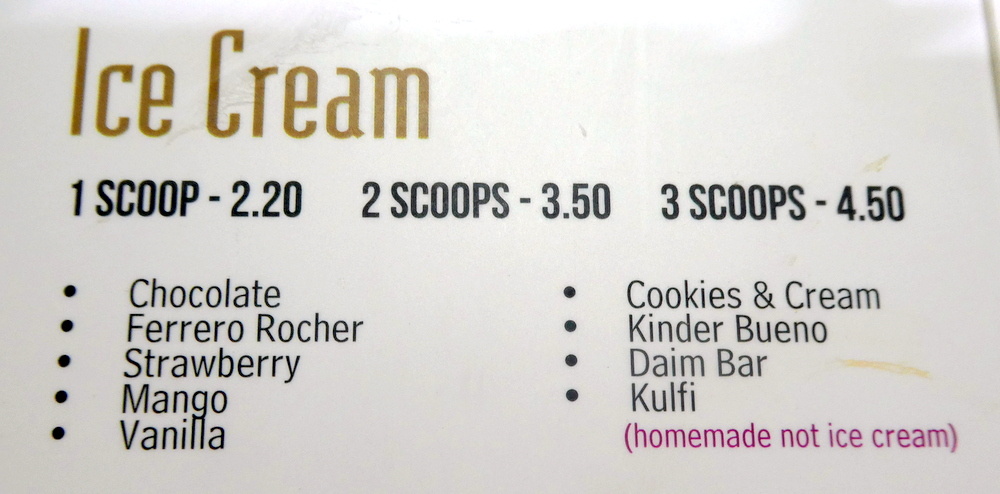 Ice Cream
1 SCOOP - 2.20 2 SCOOPS - 3.50 3 SCOOPS - 4.50
• Chocolate
• Ferrero Rocher
• Strawberry
• Mango
• Vanilla
• Cookies & Cream
• Kinder Bueno
• Daim Bar
• Kulfi
(homemade not ice cream)